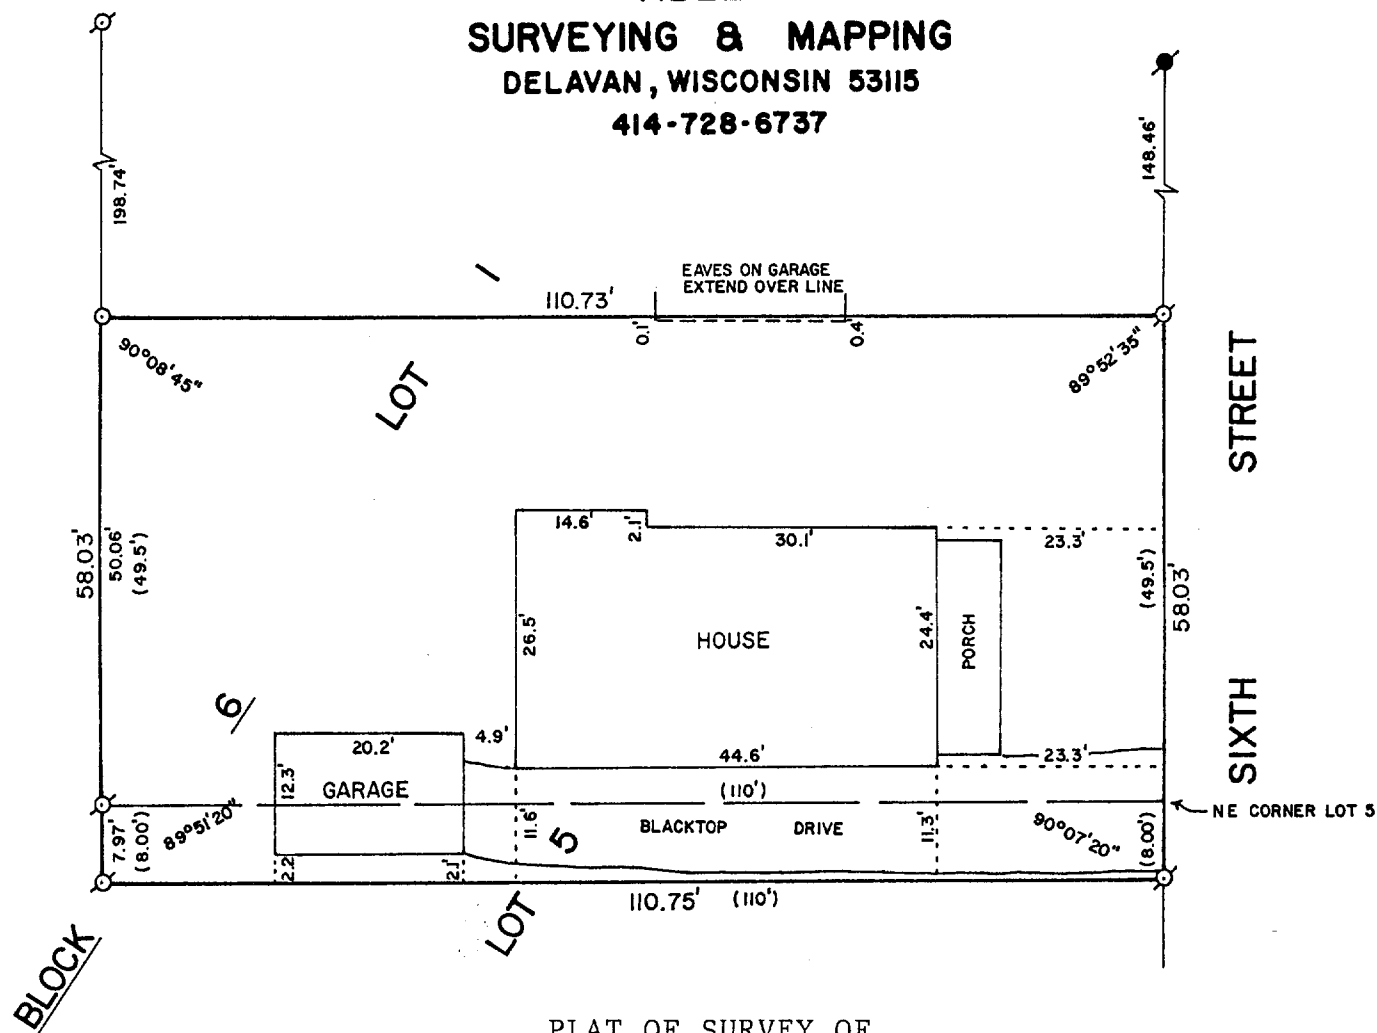 SURVEYING & MAPPING
DELAVAN, WISCONSIN 53115
414-728-6737
198.74'
148.46'
EAVES ON GARAGE
EXTEND OVER LINE
110.73'
0.1'
0.4'
LOT 1
90°08'45"
89°52'35"
SIXTH STREET
58.03'
50.06'
(49.5')
14.6'
2.1'
30.1'
23.3'
(49.5')
58.03'
26.5'
HOUSE
24.4'
PORCH
6
20.2'
4.9'
44.6'
23.3'
12.3'
GARAGE
(110')
NE CORNER LOT 5
7.97'
(8.00')
89°51'20"
11.6'
BLACKTOP DRIVE
11.3'
90°07'20"
(8.00')
2.2'
2.1'
LOT 5
110.75' (110')
BLOCK
PLAT OF SURVEY OF